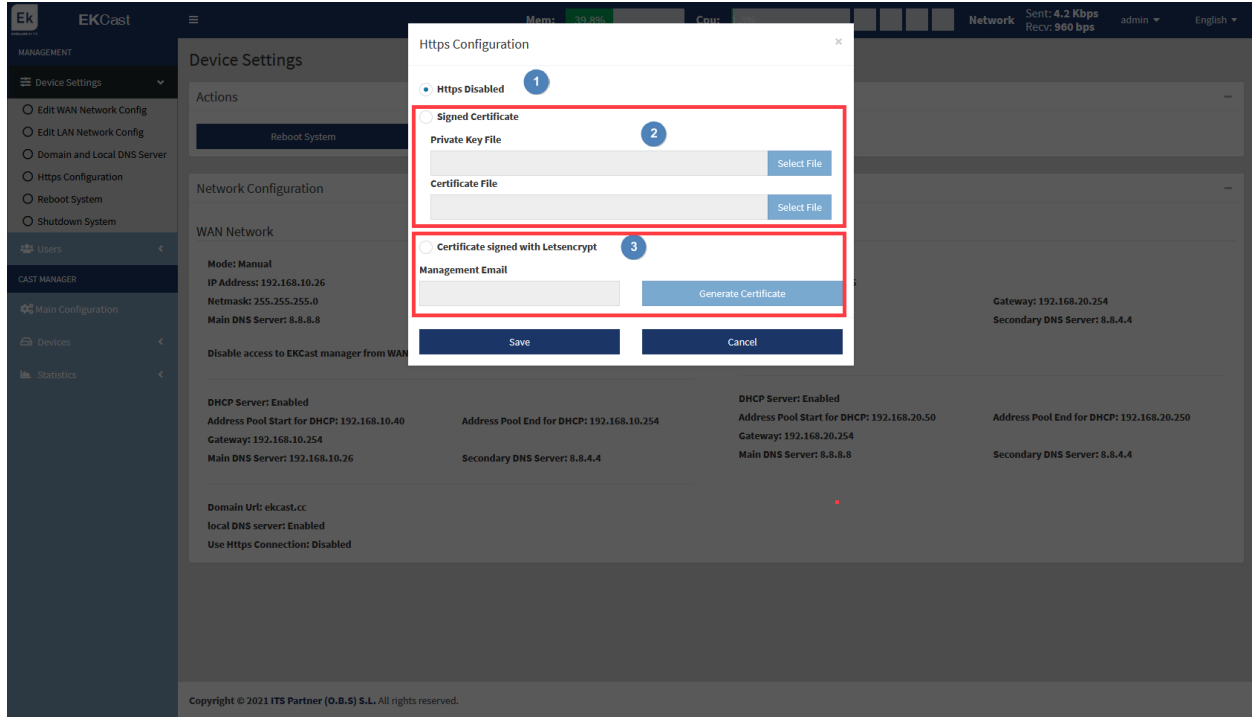 Ek
EKCast
Mem: 39.8%
Cpu:
Network
Sent: 4.2 Kbps
Recv: 960 bps
admin
English
MANAGEMENT
Device Settings
Edit WAN Network Config
Edit LAN Network Config
Domain and Local DNS Server
Https Configuration
Reboot System
Shutdown System
Users
CAST MANAGER
Main Configuration
Devices
Statistics
Device Settings
Actions
Reboot System
Network Configuration
WAN Network
Mode: Manual
IP Address: 192.168.10.26
Netmask: 255.255.255.0
Main DNS Server: 8.8.8.8
Disable access to EKCast manager from WAN
Gateway: 192.168.20.254
Secondary DNS Server: 8.8.4.4
DHCP Server: Enabled
Address Pool Start for DHCP: 192.168.10.40
Address Pool End for DHCP: 192.168.10.254
Gateway: 192.168.10.254
Main DNS Server: 192.168.10.26
Secondary DNS Server: 8.8.4.4
DHCP Server: Enabled
Address Pool Start for DHCP: 192.168.20.50
Address Pool End for DHCP: 192.168.20.250
Gateway: 192.168.20.254
Main DNS Server: 8.8.8.8
Secondary DNS Server: 8.8.4.4
Domain Url: ekcast.cc
local DNS server: Enabled
Use Https Connection: Disabled
Https Configuration
×
Https Disabled
1
Signed Certificate
2
Private Key File
Select File
Certificate File
Select File
Certificate signed with Letsencrypt
3
Management Email
Generate Certificate
Save
Cancel
Copyright © 2021 ITS Partner (O.B.S) S.L. All rights reserved.